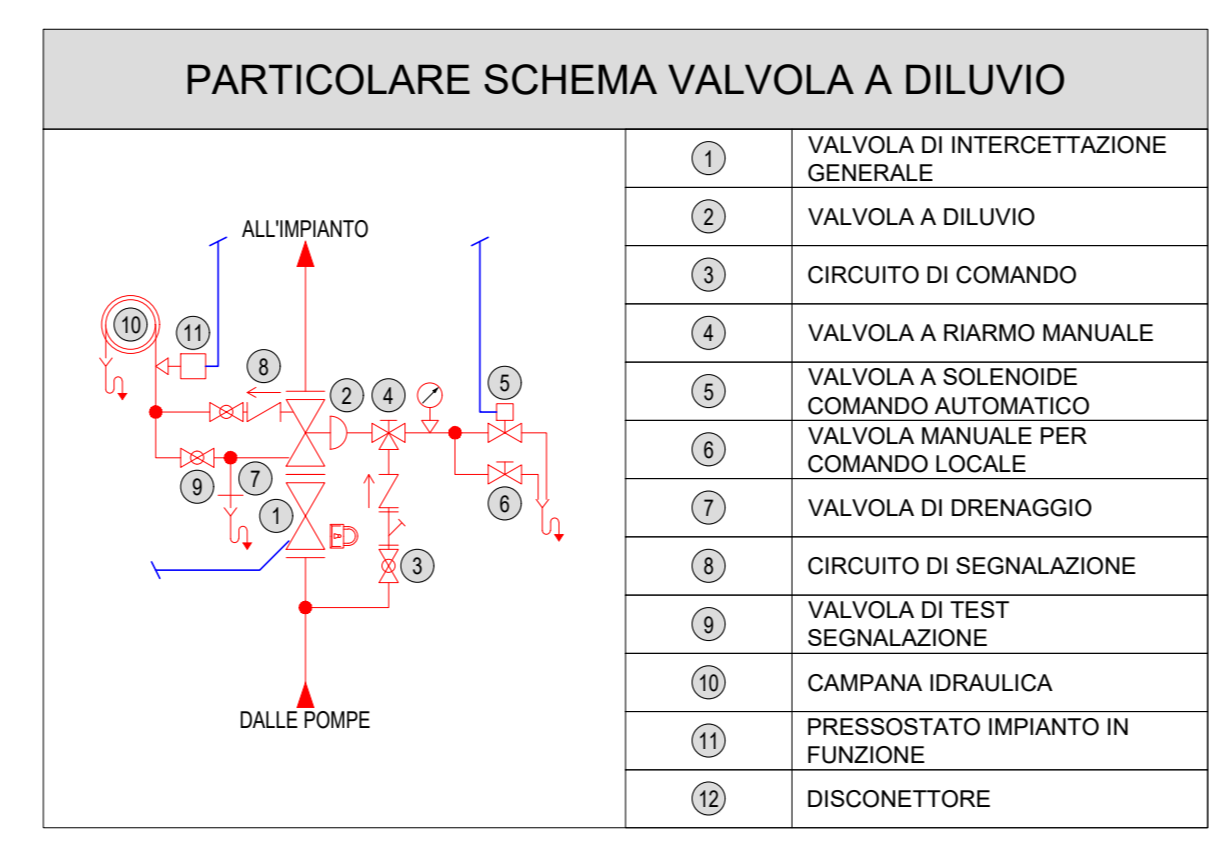 PARTICOLARE SCHEMA VALVOLA A DILUVIO
ALL'IMPIANTO
10
11
8
2
4
5
9
7
6
1
3
DALLE POMPE
1
VALVOLA DI INTERCETTAZIONE
GENERALE
2
VALVOLA A DILUVIO
3
CIRCUITO DI COMANDO
4
VALVOLA A RIARMO MANUALE
5
VALVOLA A SOLENOIDE
COMANDO AUTOMATICO
6
VALVOLA MANUALE PER
COMANDO LOCALE
7
VALVOLA DI DRENAGGIO
8
CIRCUITO DI SEGNALAZIONE
9
VALVOLA DI TEST
SEGNALAZIONE
10
CAMPANA IDRAULICA
11
PRESSOSTATO IMPIANTO IN
FUNZIONE
12
DISCONETTORE